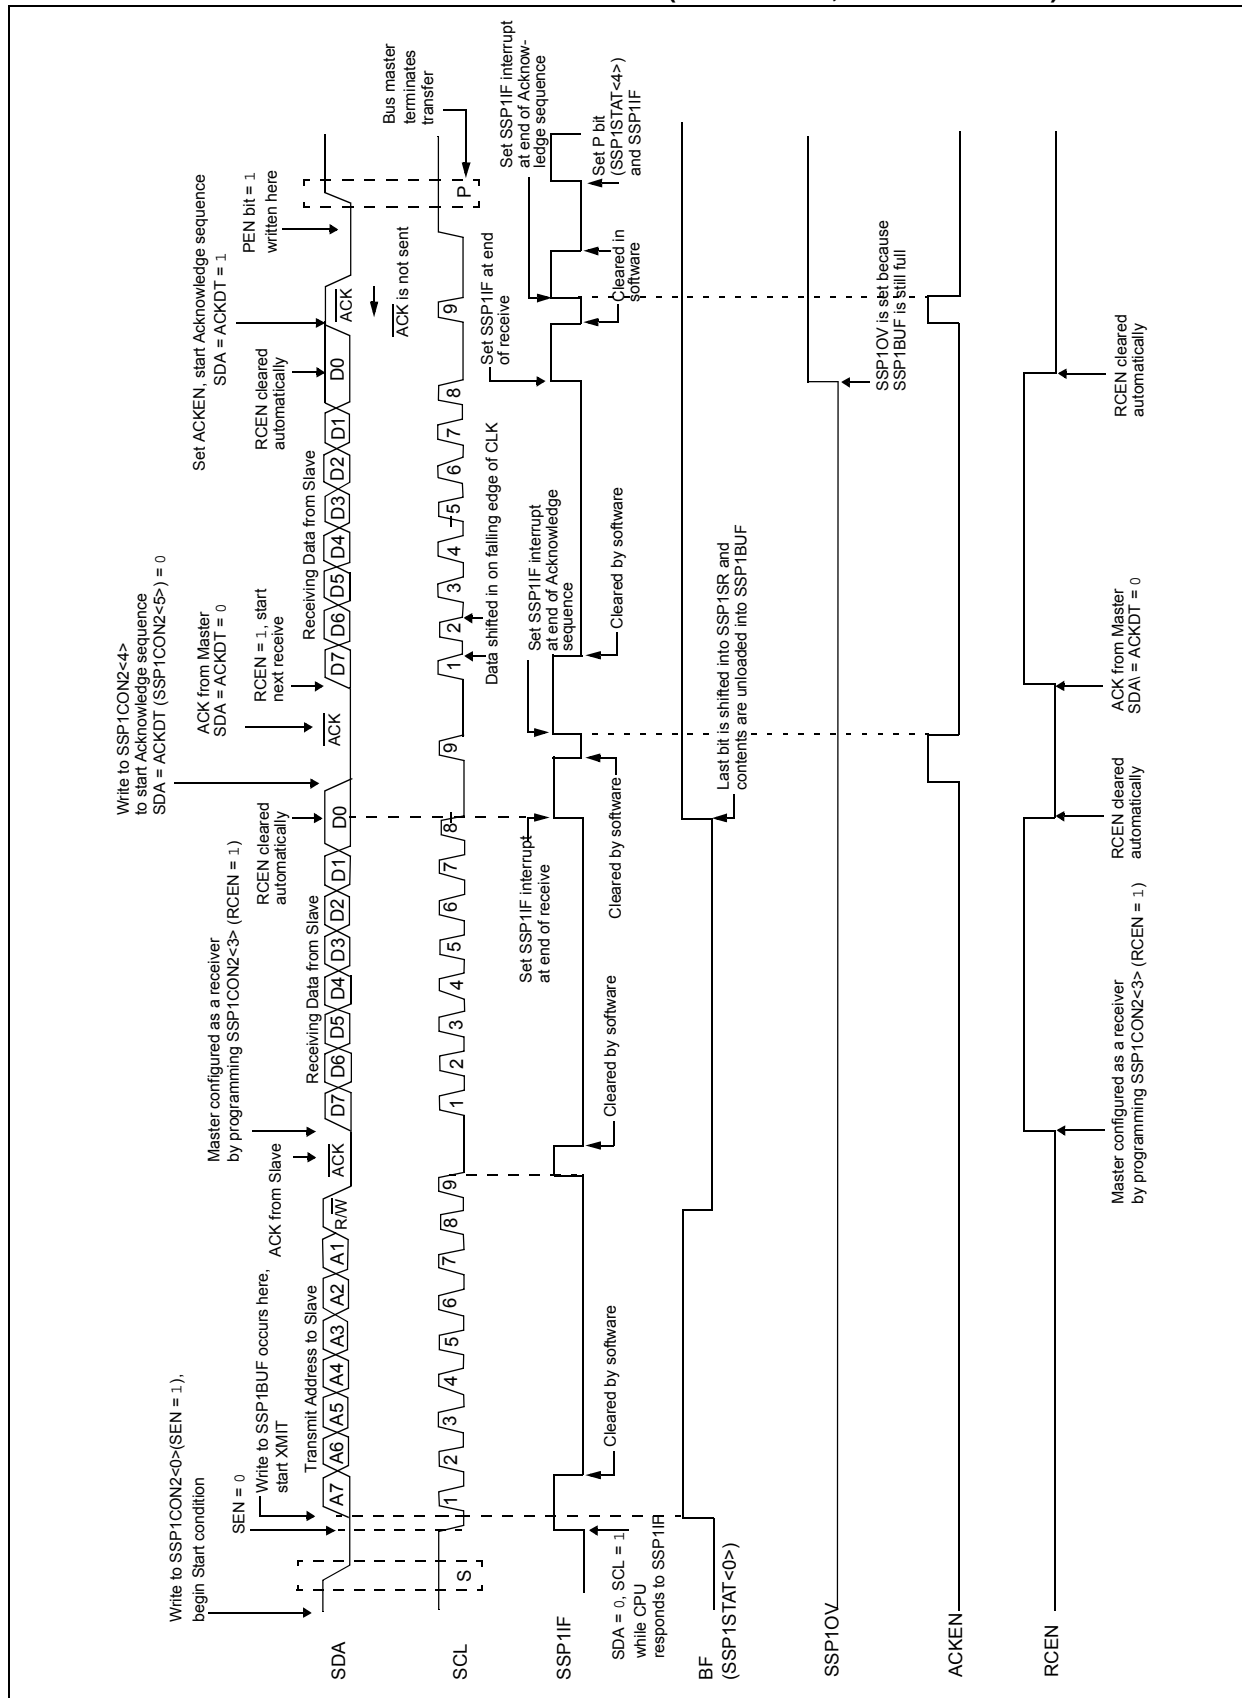 Write to SSP1CON2<0>(SEN = 1),
begin Start condition
SEN = 0
Write to SSP1BUF occurs here,
start XMIT
ACK from Slave
Master configured as a receiver
by programming SSP1CON2<3> (RCEN = 1)
RCEN cleared
automatically
Write to SSP1CON2<4>
to start Acknowledge sequence
SDA = ACKDT (SSP1CON2<5>) = 0
ACK from Master
SDA = ACKDT = 0
RCEN = 1, start
next receive
RCEN cleared
automatically
Set ACKEN, start Acknowledge sequence
SDA = ACKDT = 1
PEN bit = 1
written here
Transmit Address to Slave
Receiving Data from Slave
Receiving Data from Slave
SDA
A7 A6 A5 A4 A3 A2 A1 R/W ACK D7 D6 D5 D4 D3 D2 D1 D0 ACK D7 D6 D5 D4 D3 D2 D1 D0 ACK
ACK is not sent
Bus master
terminates
transfer
SCL
S 1 2 3 4 5 6 7 8 9 1 2 3 4 5 6 7 8 9 1 2 3 4 5 6 7 8 9 P
Data shifted in on falling edge of CLK
Set SSP1IF interrupt
at end of receive
Set SSP1IF interrupt
at end of Acknowledge
sequence
Set SSP1IF at end
of receive
Set SSP1IF interrupt
at end of Acknow-
ledge sequence
SSP1IF
SDA = 0, SCL = 1
while CPU
responds to SSP1IF
Cleared by software
Cleared by software
Cleared by software
Cleared by software
Cleared in
software
Set P bit
(SSP1STAT<4>)
and SSP1IF
BF
(SSP1STAT<0>)
Last bit is shifted into SSP1SR and
contents are unloaded into SSP1BUF
SSP1OV
SSP1OV is set because
SSP1BUF is still full
ACKEN
RCEN
Master configured as a receiver
by programming SSP1CON2<3> (RCEN = 1)
RCEN cleared
automatically
ACK from Master
SDA\ = ACKDT = 0
RCEN cleared
automatically